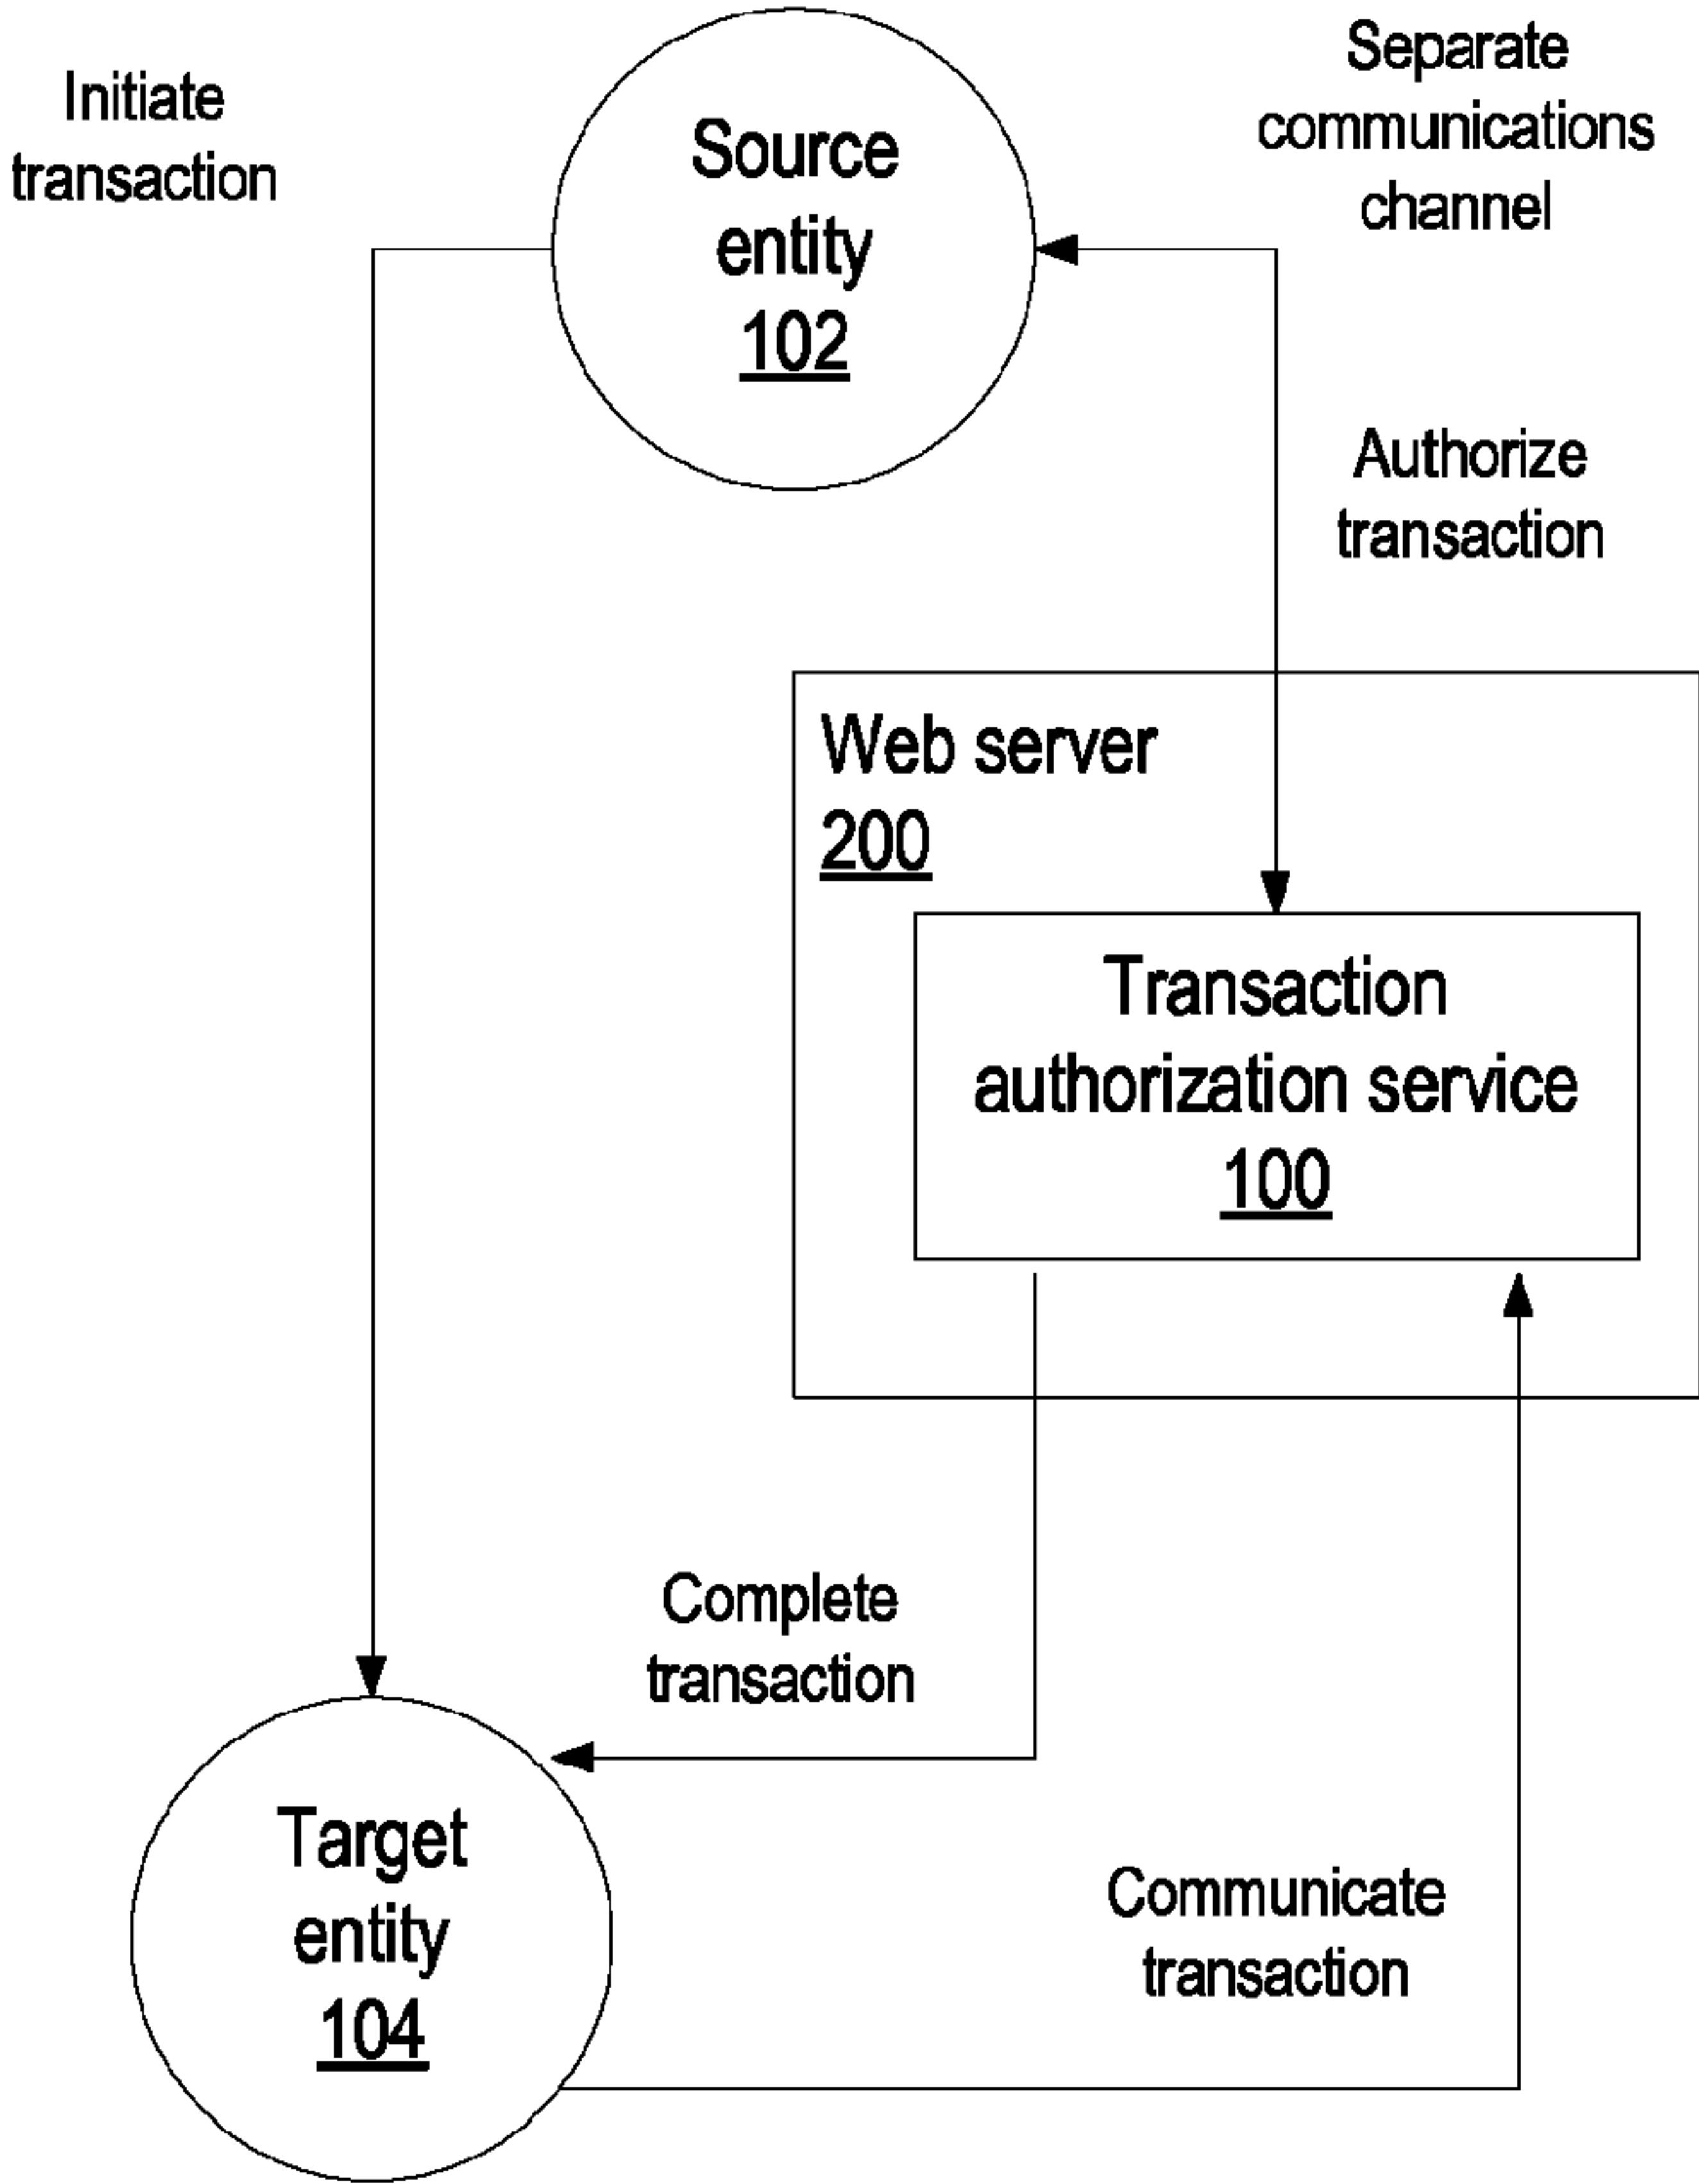 Initiate
transaction
Source
entity
102
Separate
communications
channel
Authorize
transaction
Web server
200
Transaction
authorization service
100
Complete
transaction
Target
entity
104
Communicate
transaction